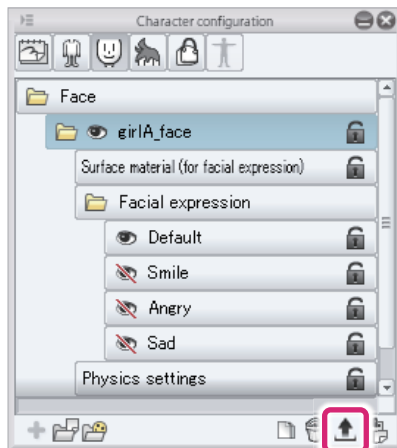 Character configuration
Face
girlA_face
Surface material (for facial expression)
Facial expression
Default
Smile
Angry
Sad
Physics settings